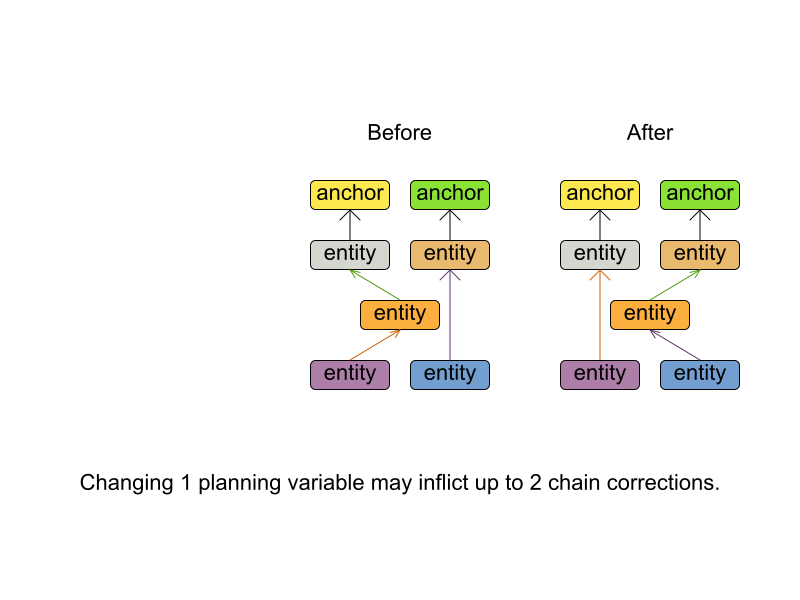 Before After
anchor anchor anchor anchor
entity entity entity entity
entity entity
entity entity entity entity
Changing 1 planning variable may inflict up to 2 chain corrections.